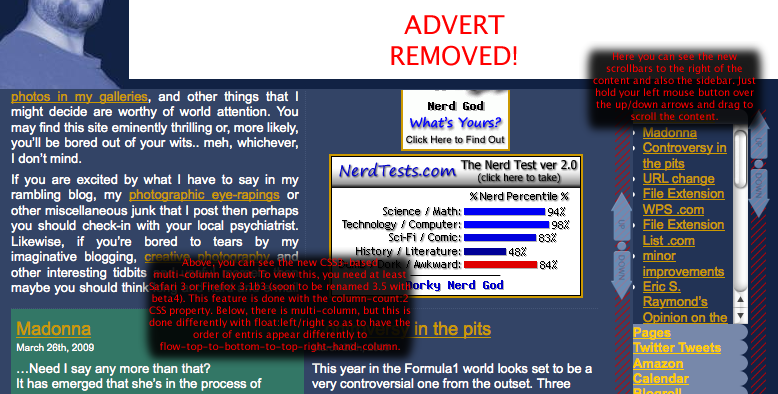 ADVERT
REMOVED!
Here you can see the new
scrollbars to the right of the
content and also the sidebar. Just
hold your left mouse button over
the up/down arrows and drag to
scroll the content.
photos in my galleries, and other things that I
might decide are worthy of world attention. You
may find this site eminently thrilling or, more likely,
you'll be bored out of your wits.. meh, whichever,
I don't mind.
If you are excited by what I have to say in my
rambling blog, my photographic eye-rapings or
other miscellaneous junk that I post then perhaps
you should check-in with your local psychiatrist.
Likewise, if you're bored to tears by my
imaginative blogging, creative photography and
other interesting tidbits
maybe you should think
Nerd God
What's Yours?
Click Here to Find Out
NerdTests.com
The Nerd Test ver 2.0
(click here to take)
% Nerd Percentile %
Science / Math: 94%
Technology / Computer: 98%
Sci-Fi / Comic: 83%
History / Literature: 48%
Dork / Awkward: 84%
Dorky Nerd God
Above, you can see the new CSS3-based
multi-column layout. To view this, you need at least
Safari 3 or Firefox 3.1b3 (soon to be renamed 3.5 with
beta4). This feature is done with the column-count:2
CSS property. Below, there is multi-column, but this is
done differently with float:left/right so as to have the
order of entris appear differently to
flow-top-to-bottom-to-top-right-hand-column.
Madonna
March 26th, 2009
…Need I say any more than that?
It has emerged that she's in the process of
in the pits
This year in the Formula1 world looks set to be a
very controversial one from the outset. Three
UP
DOWN
Madonna
Controversy in
the pits
URL change
File Extension
WPS .com
File Extension
List .com
minor
improvements
Eric S.
Raymond's
Opinion on the
Pages
Twitter Tweets
Amazon
Calendar
Blogroll
UP
DOWN